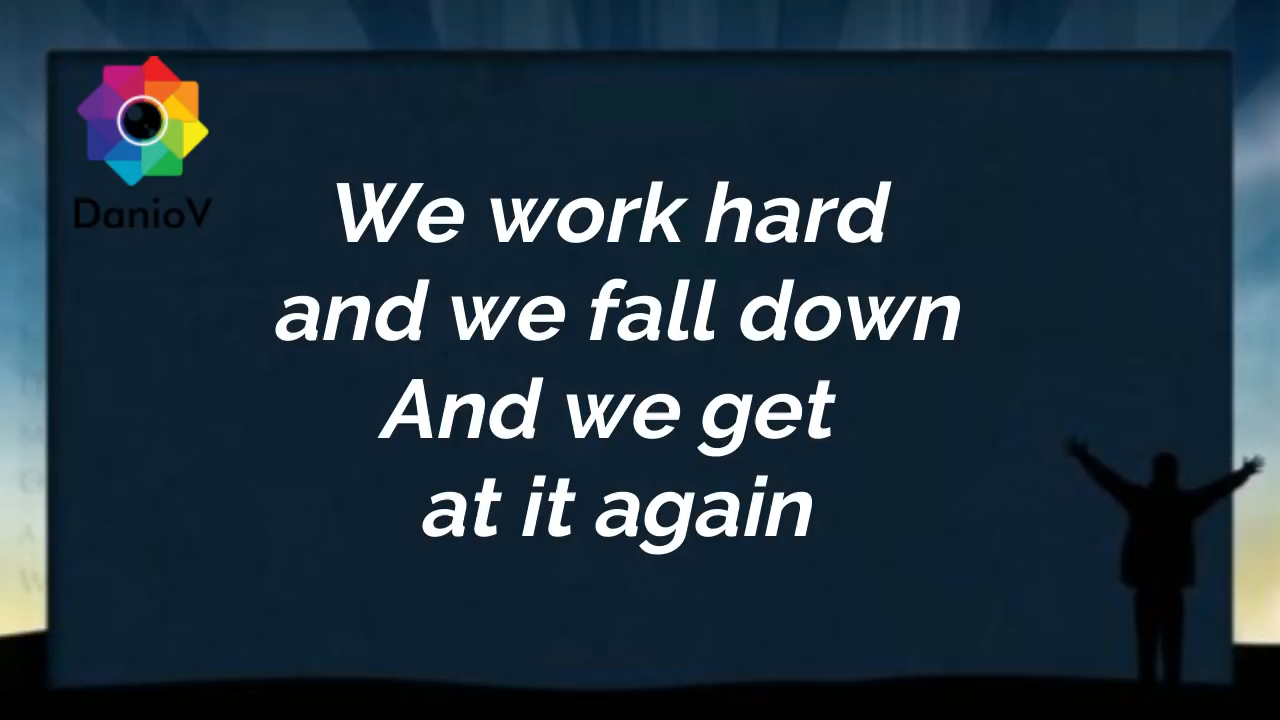 DanioV
We work hard
and we fall down
And we get
at it again